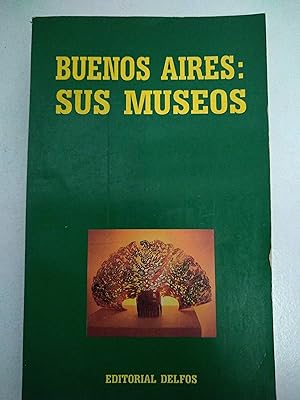 BUENOS AIRES:
SUS MUSEOS
EDITORIAL DELFOS